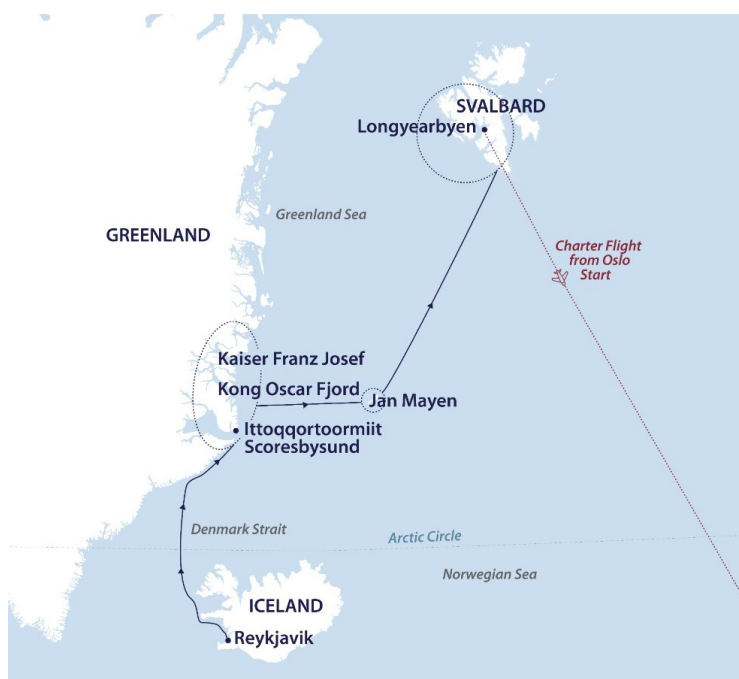 SVALBARD
Longyearbyen
Greenland Sea
GREENLAND
Charter Flight
from Oslo
Start
Kaiser Franz Josef
Kong Oscar Fjord
Jan Mayen
Ittoqqortoormiit
Scoresbysund
Denmark Strait
Arctic Circle
Norwegian Sea
ICELAND
Reykjavik